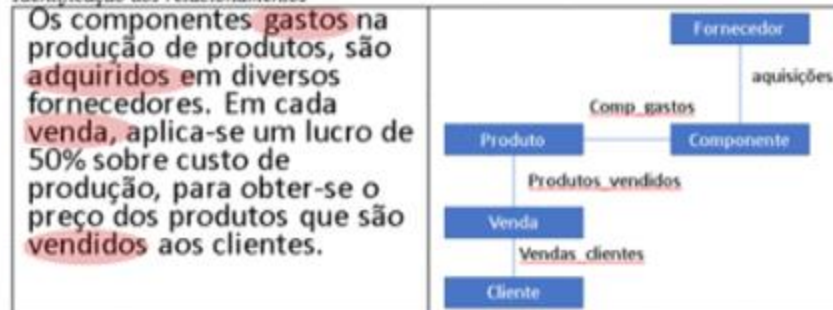 Os componentes gastos na
produção de produtos, são
adquiridos em diversos
fornecedores. Em cada
venda, aplica-se um lucro de
50% sobre custo de
produção, para obter-se o
preço dos produtos que são
vendidos aos clientes.
Fornecedor
aquisições
Comp_gastos
Produto
Componente
Produtos_vendidos
Venda
Vendas_clientes
Cliente